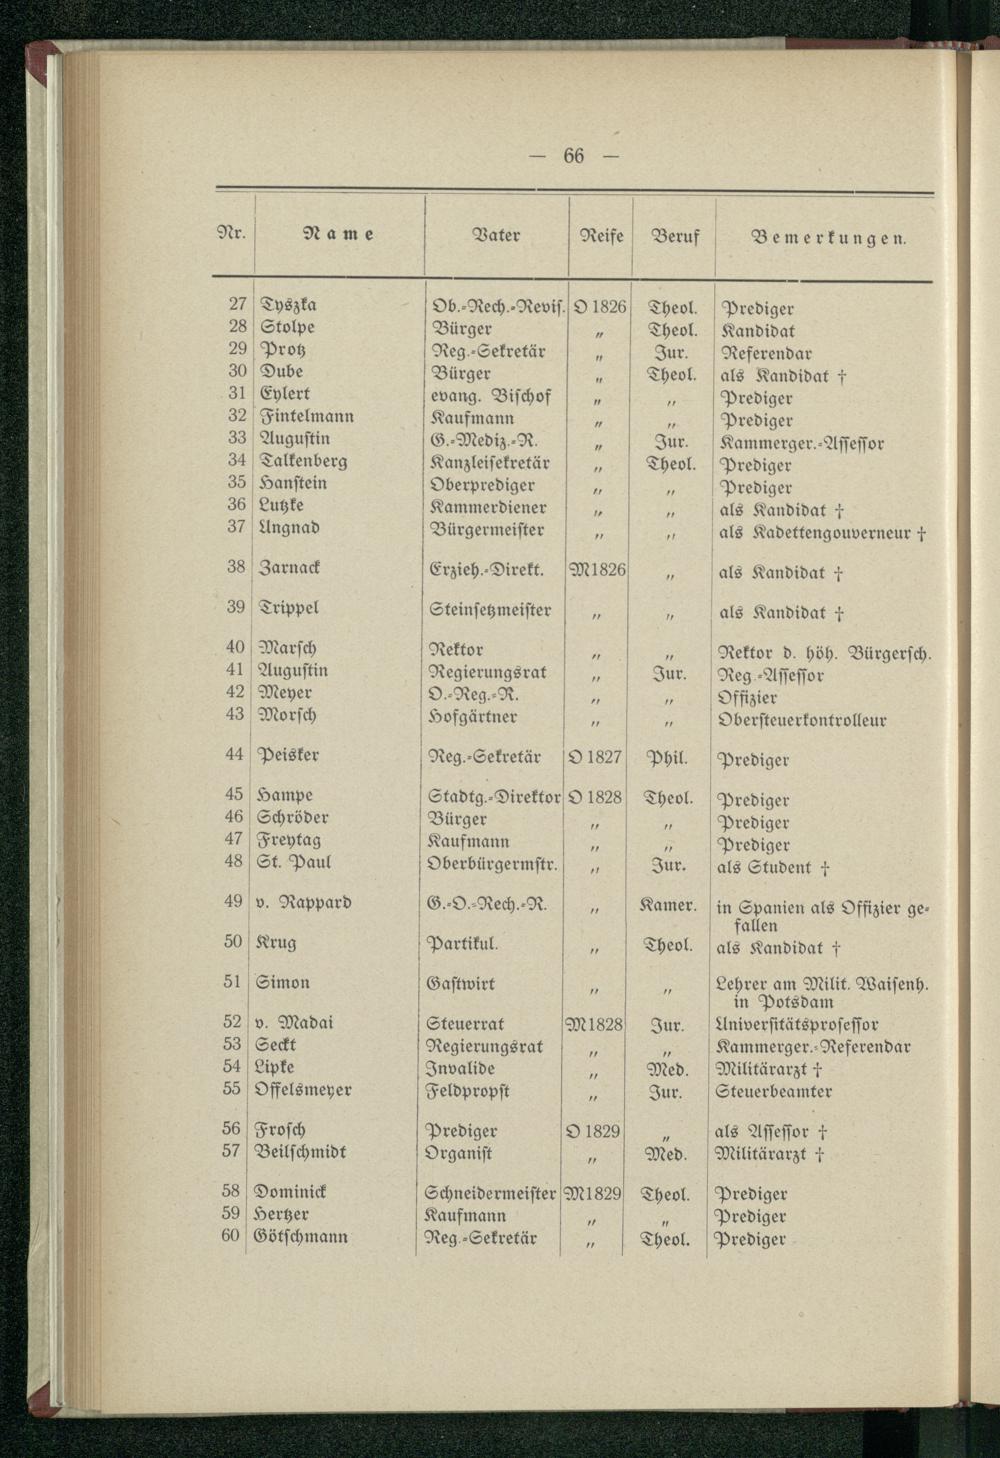 — 66 —
Nr. Name Vater Reife Beruf Bemerkungen.
27 Tyszka Ob.-Rech.-Revis. O 1826 Theol. Prediger
28 Stolpe Bürger „ Theol. Kandidat
29 Protz Reg.-Sekretär „ Jur. Referendar
30 Dube Bürger „ Theol. als Kandidat †
31 Eylert evang. Bischof „ „ Prediger
32 Fintelmann Kaufmann „ „ Prediger
33 Augustin G.-Mediz.-R. „ Jur. Kammerger.-Assessor
34 Talkenberg Kanzleisekretär „ Theol. Prediger
35 Hanstein Oberprediger „ „ Prediger
36 Lutzke Kammerdiener „ „ als Kandidat †
37 Ungnad Bürgermeister „ „ als Kadettengouverneur †
38 Zarnack Erzieh.-Direkt. M1826 „ als Kandidat †
39 Trippel Steinsetzmeister „ „ als Kandidat †
40 Marsch Rektor „ „ Rektor d. höh. Bürgersch.
41 Augustin Regierungsrat „ Jur. Reg.-Assessor
42 Meyer O.-Reg.-R. „ „ Offizier
43 Morsch Hofgärtner „ „ Obersteuerkontrolleur
44 Peisker Reg.-Sekretär O 1827 Phil. Prediger
45 Hampe Stadtg.-Direktor O 1828 Theol. Prediger
46 Schröder Bürger „ „ Prediger
47 Freytag Kaufmann „ „ Prediger
48 St. Paul Oberbürgermstr. „ Jur. als Student †
49 v. Rappard G.-O.-Rech.-R. „ Kamer. in Spanien als Offizier ge-
fallen
50 Krug Partikul. „ Theol. als Kandidat †
51 Simon Gastwirt „ „ Lehrer am Milit. Waisenh.
in Potsdam
52 v. Madai Steuerrat M1828 Jur. Universitätsprofessor
53 Seckt Regierungsrat „ „ Kammerger.-Referendar
54 Lipke Invalide „ Med. Militärarzt †
55 Offelsmeyer Feldpropst „ Jur. Steuerbeamter
56 Frosch Prediger O 1829 „ als Assessor †
57 Beilschmidt Organist „ Med. Militärarzt †
58 Dominick Schneidermeister M1829 Theol. Prediger
59 Hertzer Kaufmann „ „ Prediger
60 Götschmann Reg.-Sekretär „ Theol. Prediger